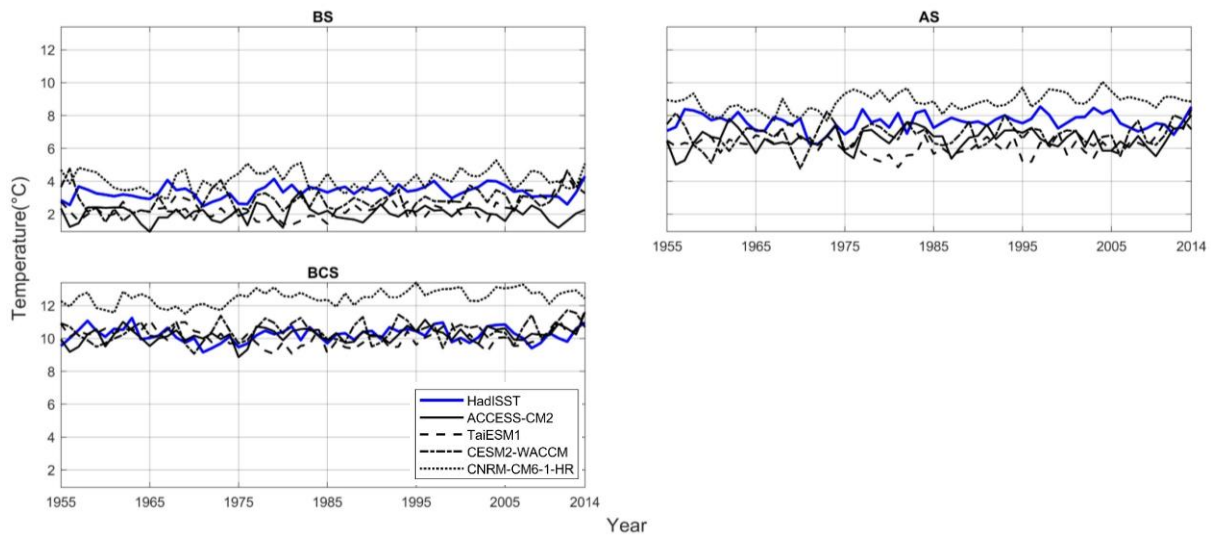 BS
12
10
8
6
4
2
AS
1955 1965 1975 1985 1995 2005 2014
BCS
12
10
8
6
4
2
1955 1965 1975 1985 1995 2005 2014
Temperature(°C)
Year
HadISST
ACCESS-CM2
TaiESM1
CESM2-WACCM
CNRM-CM6-1-HR